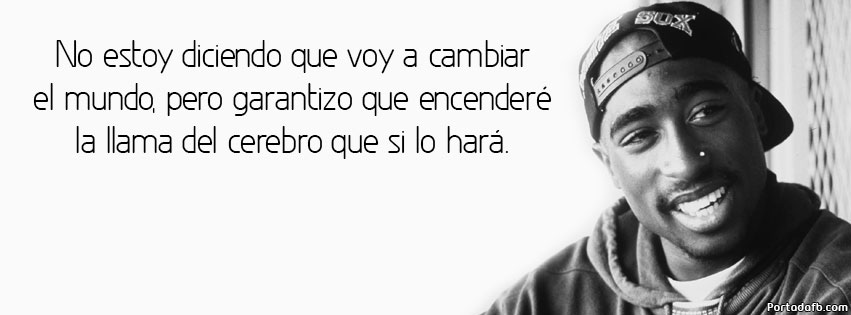 No estoy diciendo que voy a cambiar
el mundo, pero garantizo que encenderé
la llama del cerebro que si lo hará.
SOX
Portadafb.com